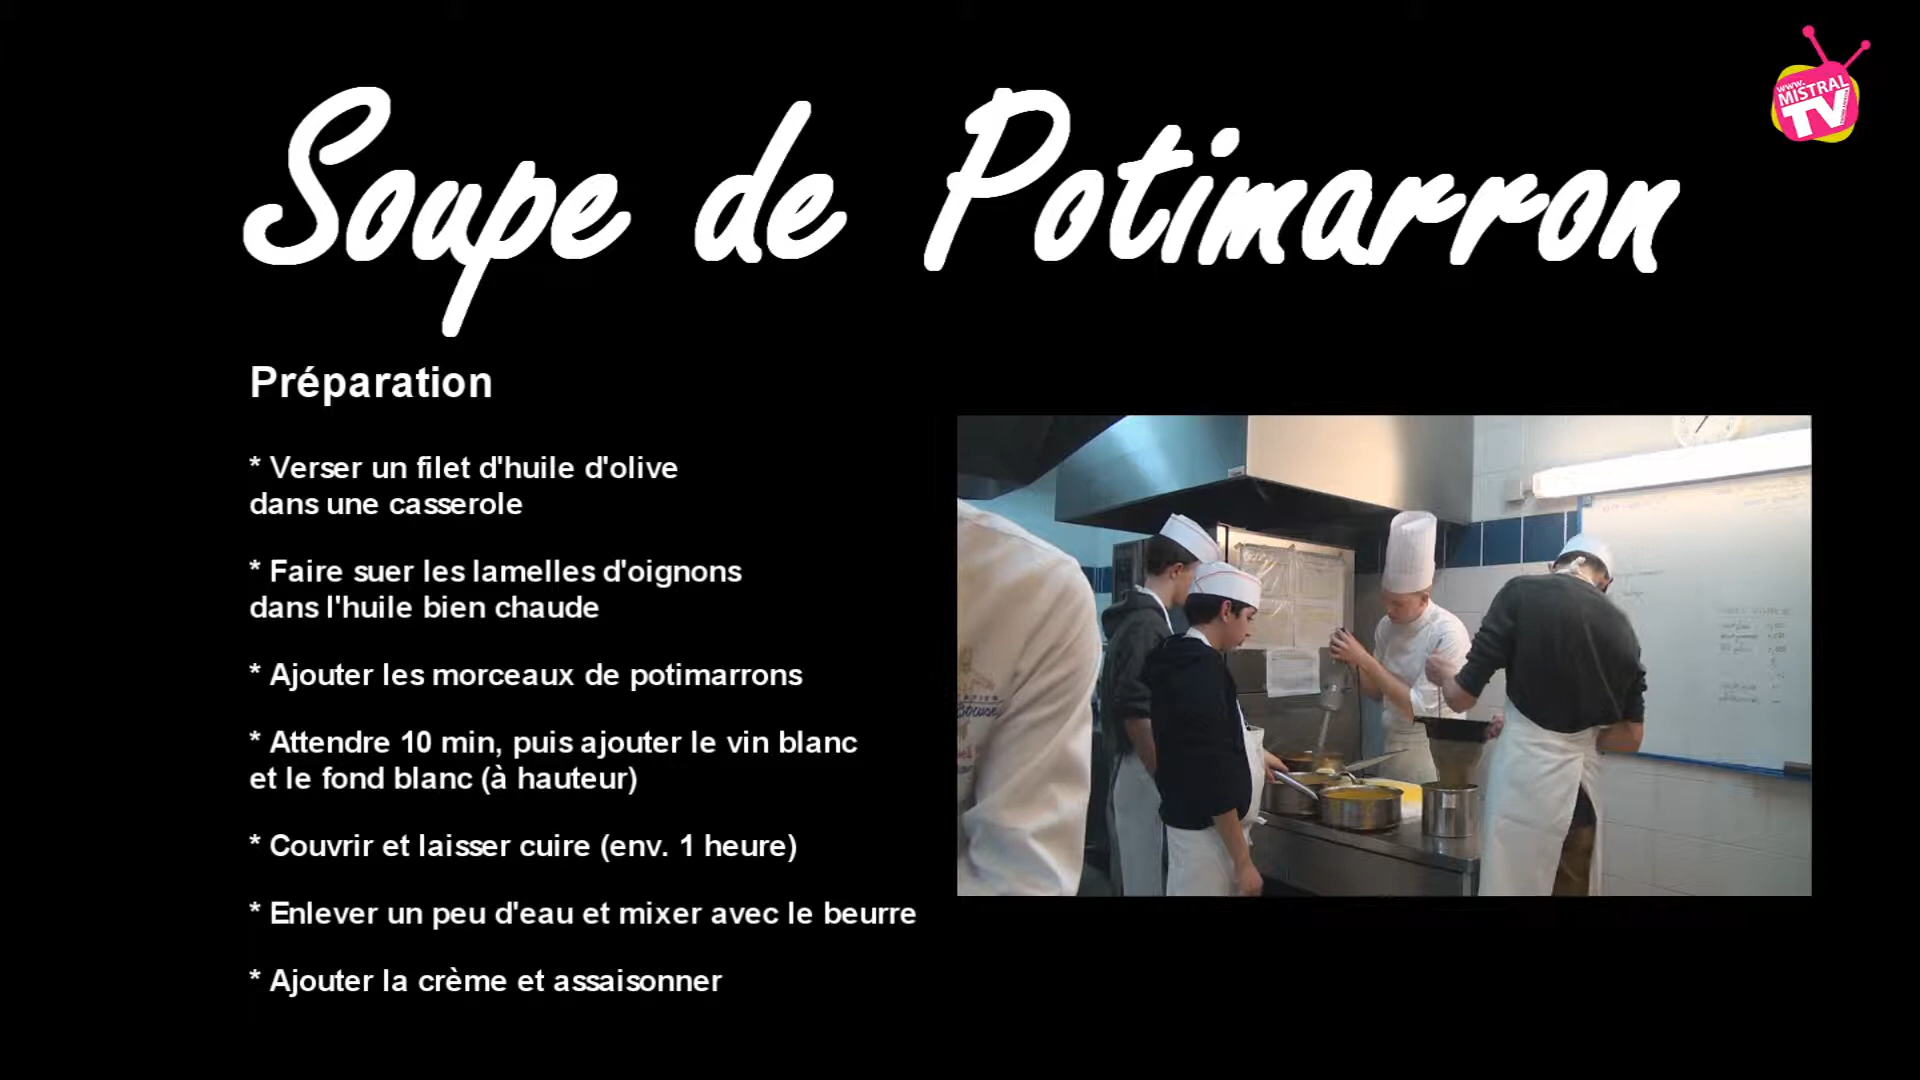 www.
MISTRAL
TV
Soupe de Potimarron
Préparation
* Verser un filet d'huile d'olive
dans une casserole
* Faire suer les lamelles d'oignons
dans l'huile bien chaude
* Ajouter les morceaux de potimarrons
* Attendre 10 min, puis ajouter le vin blanc
et le fond blanc (à hauteur)
* Couvrir et laisser cuire (env. 1 heure)
* Enlever un peu d'eau et mixer avec le beurre
* Ajouter la crème et assaisonner
Bocuse